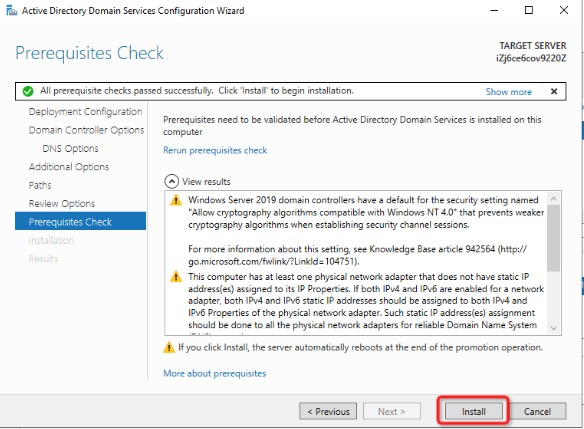 Active Directory Domain Services Configuration Wizard
Prerequisites Check
TARGET SERVER
iZj6ce6cov9220Z
All prerequisite checks passed successfully. Click 'Install' to begin installation.
Show more
Deployment Configuration
Domain Controller Options
DNS Options
Additional Options
Paths
Review Options
Prerequisites Check
Installation
Results
Prerequisites need to be validated before Active Directory Domain Services is installed on this
computer
Rerun prerequisites check
View results
Windows Server 2019 domain controllers have a default for the security setting named
"Allow cryptography algorithms compatible with Windows NT 4.0" that prevents weaker
cryptography algorithms when establishing security channel sessions.
For more information about this setting, see Knowledge Base article 942564 (http://
go.microsoft.com/fwlink/?LinkId=104751).
This computer has at least one physical network adapter that does not have static IP
address(es) assigned to its IP Properties. If both IPv4 and IPv6 are enabled for a network
adapter, both IPv4 and IPv6 static IP addresses should be assigned to both IPv4 and
IPv6 Properties of the physical network adapter. Such static IP address(es) assignment
should be done to all the physical network adapters for reliable Domain Name System
If you click Install, the server automatically reboots at the end of the promotion operation.
More about prerequisites
< Previous
Next >
Install
Cancel